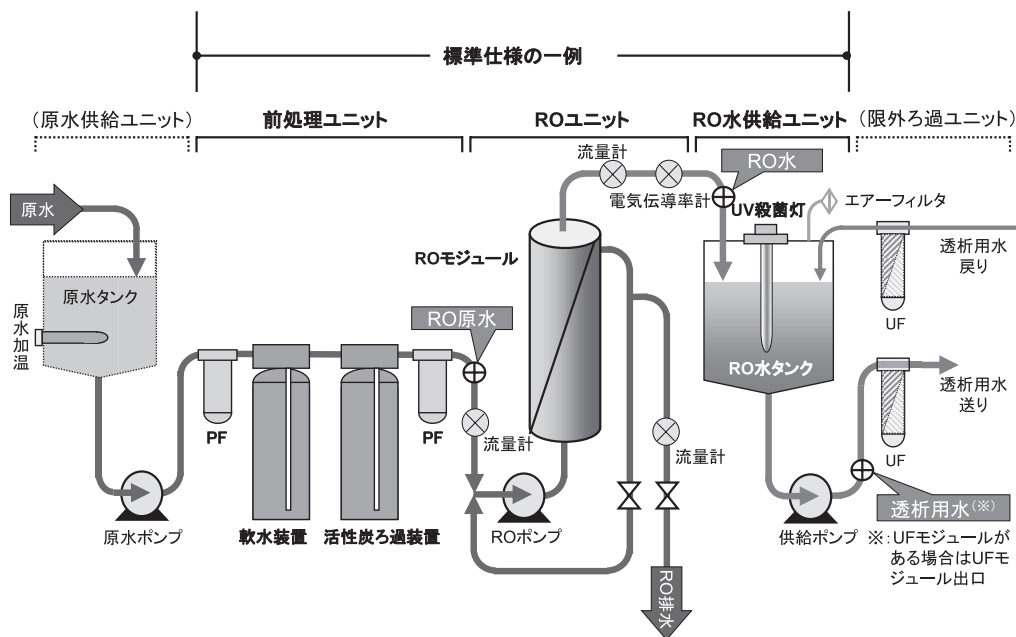 標準仕様の一例
（原水供給ユニット）
前処理ユニット
ROユニット
RO水供給ユニット
（限外ろ過ユニット）
流量計
RO水
電気伝導率計
UV殺菌灯
エアーフィルタ
原水
ROモジュール
透析用水
戻り
原水タンク
原水加温
RO原水
UF
RO水タンク
透析用水
送り
PF
PF
流量計
流量計
UF
透析用水(※)
原水ポンプ
軟水装置
活性炭ろ過装置
ROポンプ
供給ポンプ
※:UFモジュールが
ある場合はUFモ
ジュール出口
RO排水